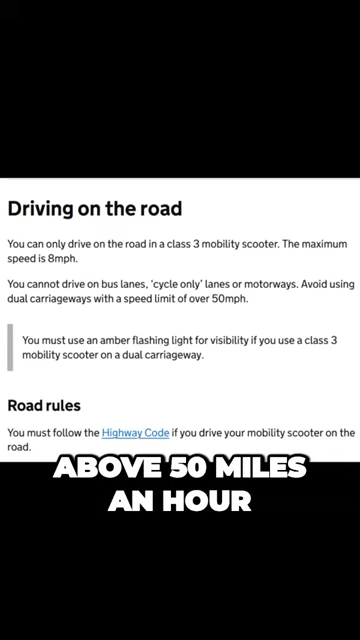 Driving on the road
You can only drive on the road in a class 3 mobility scooter. The maximum
speed is 8mph.
You cannot drive on bus lanes, ‘cycle only’ lanes or motorways. Avoid using
dual carriageways with a speed limit of over 50mph.
You must use an amber flashing light for visibility if you use a class 3
mobility scooter on a dual carriageway.
Road rules
You must follow the Highway Code if you drive your mobility scooter on the
road.
ABOVE 50 MILES
AN HOUR